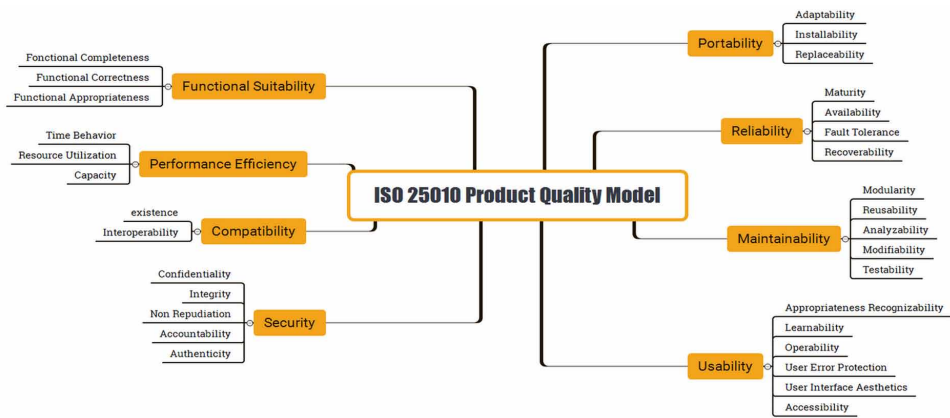 ISO 25010 Product Quality Model
Functional Suitability
Fonctional Completeness
Functional Correctness
Functional Appropriateness
Performance Efficiency
Time Behavior
Resource Utilization
Capacity
Compatibility
existence
Interoperability
Security
Confidentiality
Integrity
Non Repudiation
Accountability
Authenticity
Portability
Adaptability
Installability
Replaceability
Reliability
Maturity
Availability
Fault Tolerance
Recoverability
Maintainability
Modularity
Reusability
Analyzability
Modifiability
Testability
Usability
Appropriateness Recognizability
Learnability
Operability
User Error Protection
User Interface Aesthetics
Accessibility